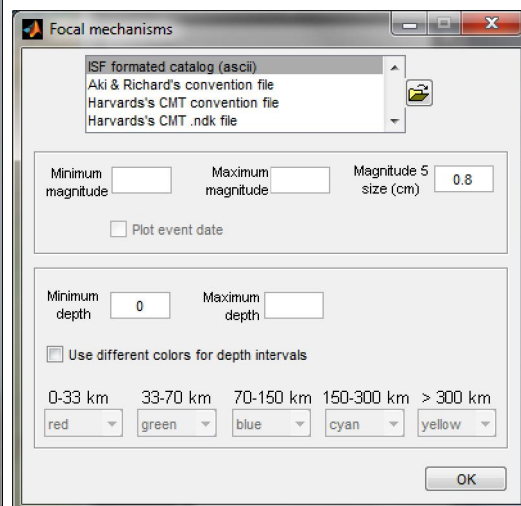 Focal mechanisms
ISF formated catalog (ascii)
Aki & Richard's convention file
Harvards's CMT convention file
Harvards's CMT .ndk file
Minimum magnitude
Maximum magnitude
Magnitude 5 size (cm) 0.8
Plot event date
Minimum depth 0
Maximum depth
Use different colors for depth intervals
0-33 km 33-70 km 70-150 km 150-300 km > 300 km
red green blue cyan yellow
OK